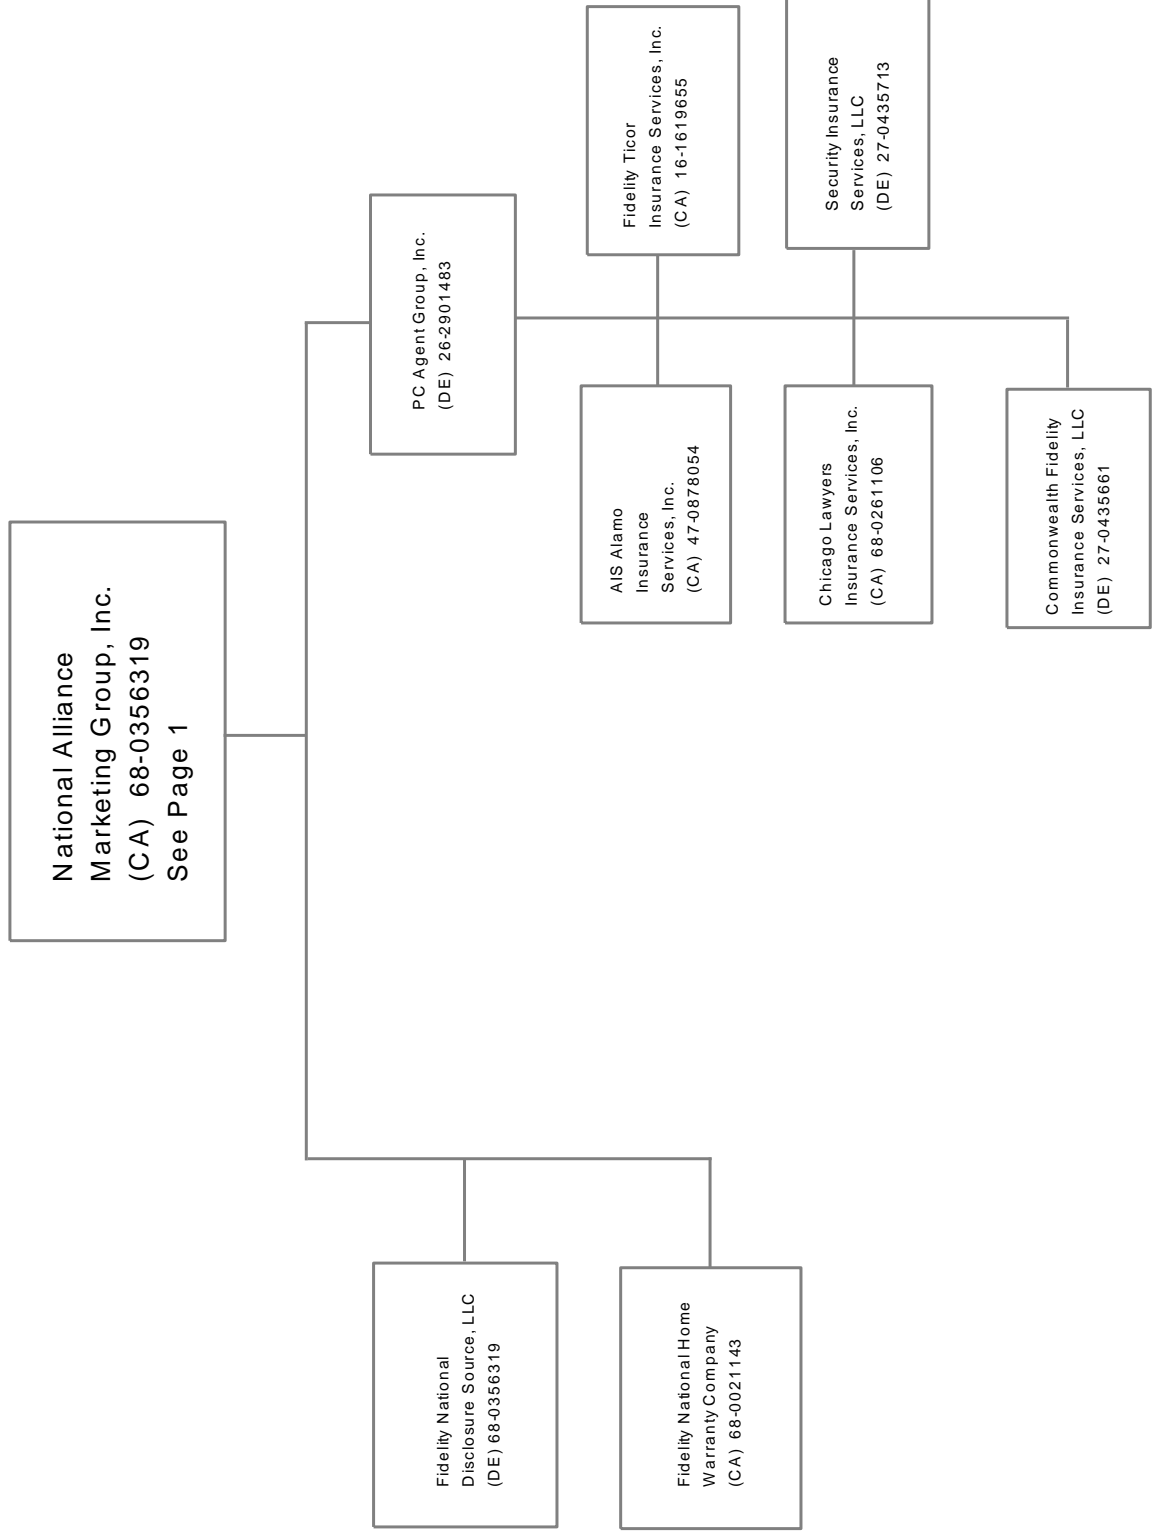 National Alliance
Marketing Group, Inc.
(CA) 68-0356319
See Page 1
Fidelity National
Disclosure Source, LLC
(DE) 68-0356319
Fidelity National Home
Warranty Company
(CA) 68-0021143
PC Agent Group, Inc.
(DE) 26-2901483
AIS Alamo
Insurance
Services, Inc.
(CA) 47-0878054
Fidelity Ticor
Insurance Services, Inc.
(CA) 16-1619655
Chicago Lawyers
Insurance Services, Inc.
(CA) 68-0261106
Security Insurance
Services, LLC
(DE) 27-0435713
Commonwealth Fidelity
Insurance Services, LLC
(DE) 27-0435661